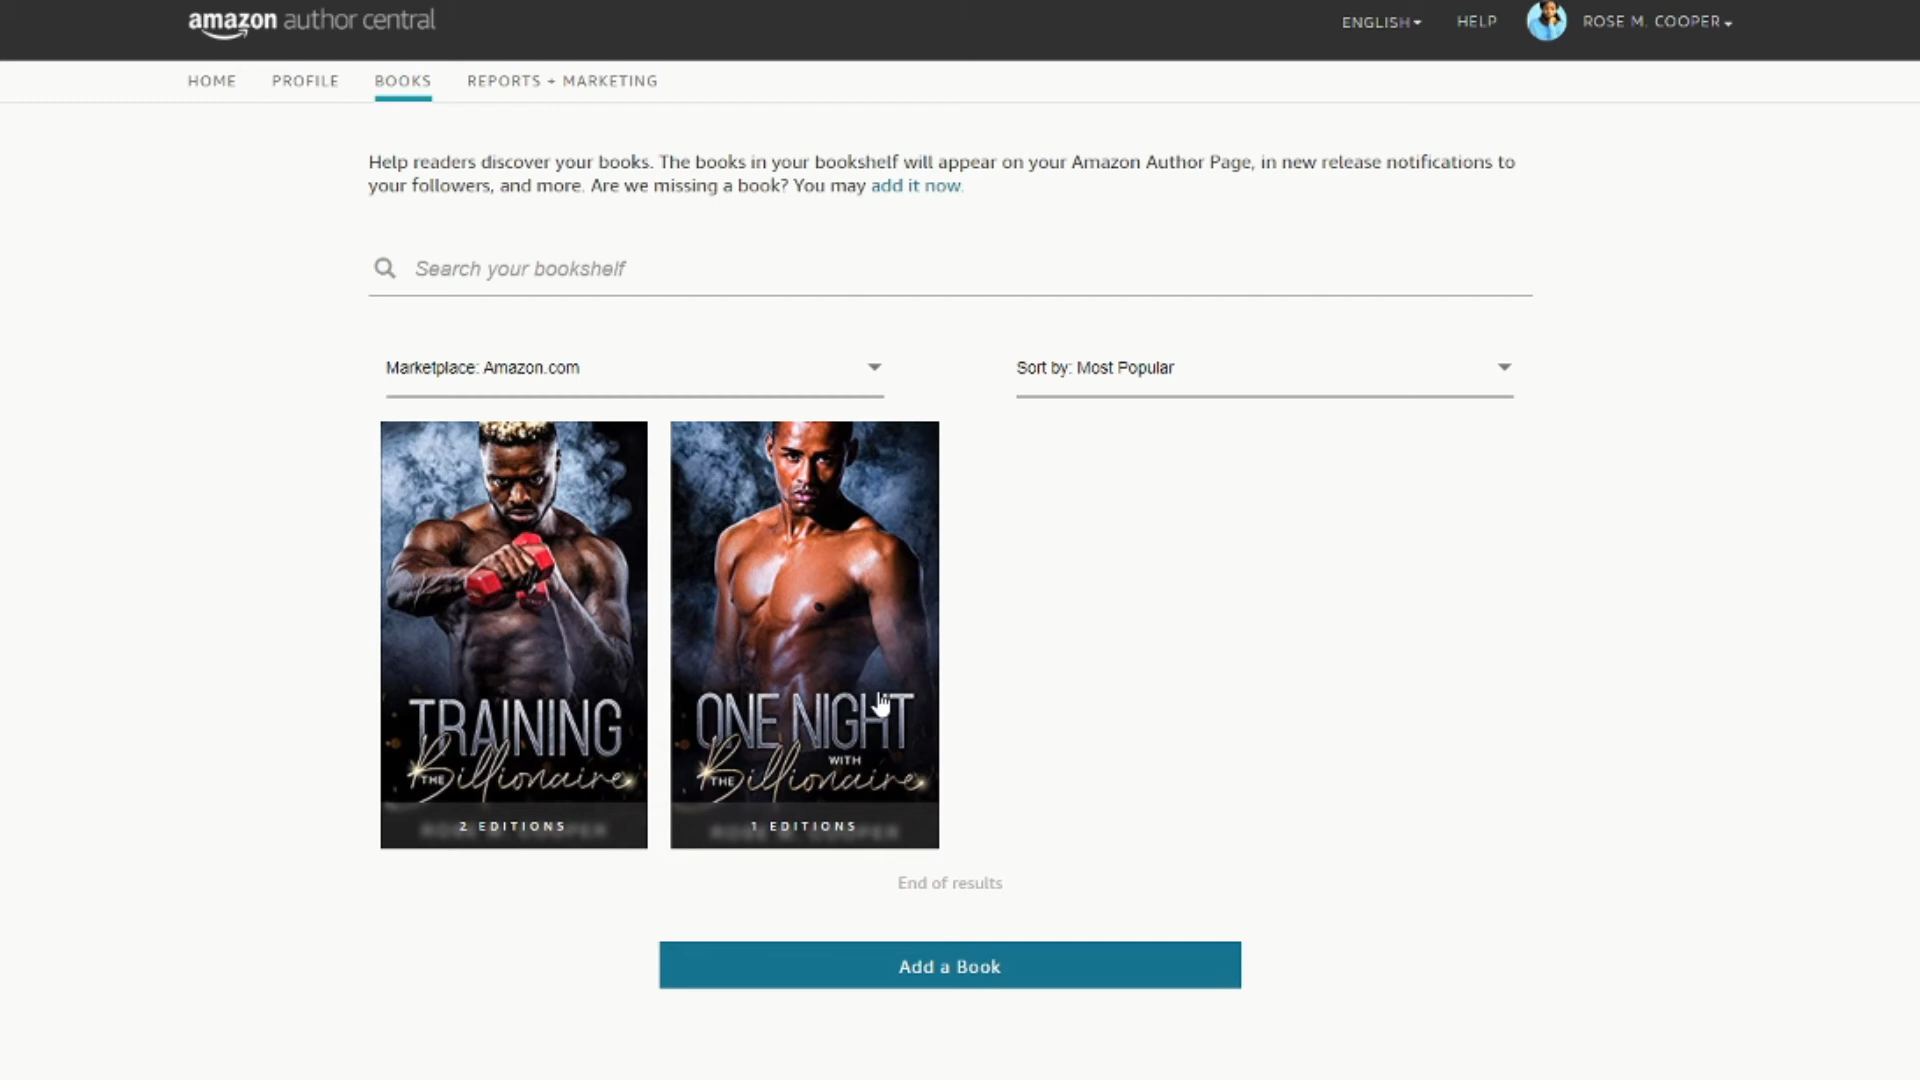 amazon author central
ENGLISH
HELP
ROSE M. COOPER
HOME
PROFILE
BOOKS
REPORTS + MARKETING
Help readers discover your books. The books in your bookshelf will appear on your Amazon Author Page, in new release notifications to
your followers, and more. Are we missing a book? You may add it now.
Search your bookshelf
Marketplace: Amazon.com
Sort by: Most Popular
TRAINING
THE Billionaire
2 EDITIONS
ONE NIGHT
WITH
THE Billionaire
1 EDITIONS
End of results
Add a Book